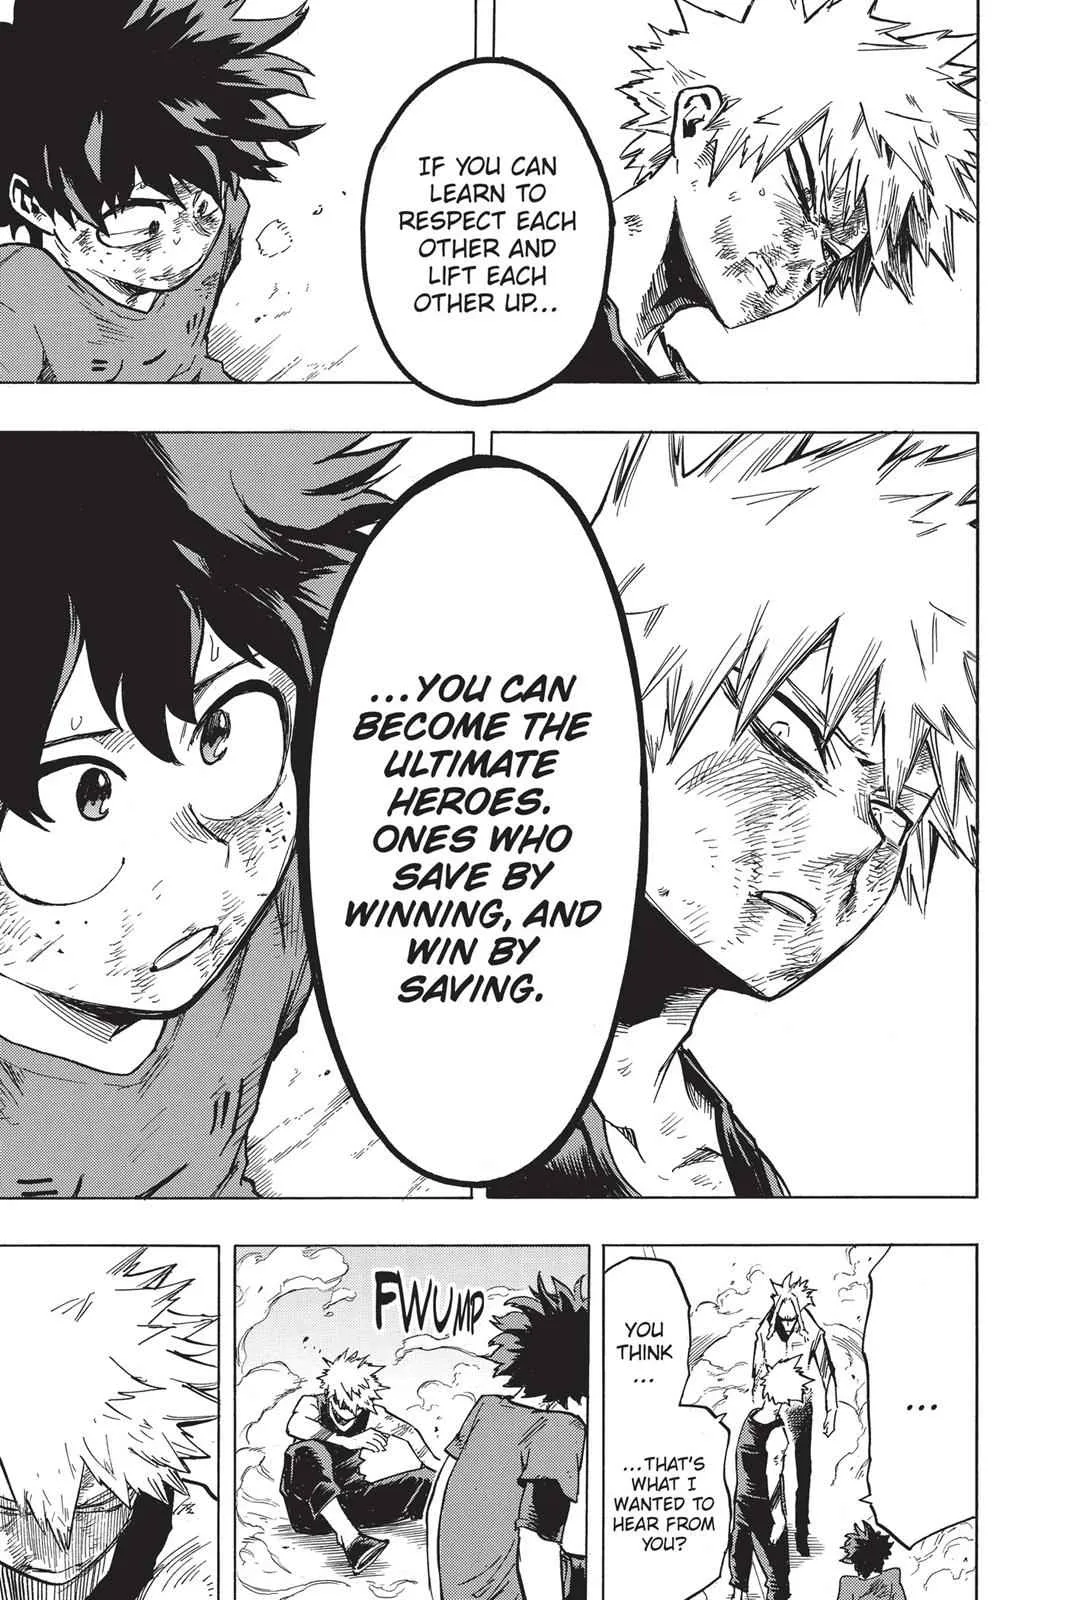 IF YOU CAN
LEARN TO
RESPECT EACH
OTHER AND
LIFT EACH
OTHER UP...
...YOU CAN
BECOME THE
ULTIMATE
HEROES.
ONES WHO
SAVE BY
WINNING, AND
WIN BY
SAVING.
...
YOU
THINK
...
...THAT'S
WHAT I
WANTED TO
HEAR FROM
YOU?
FWUMP